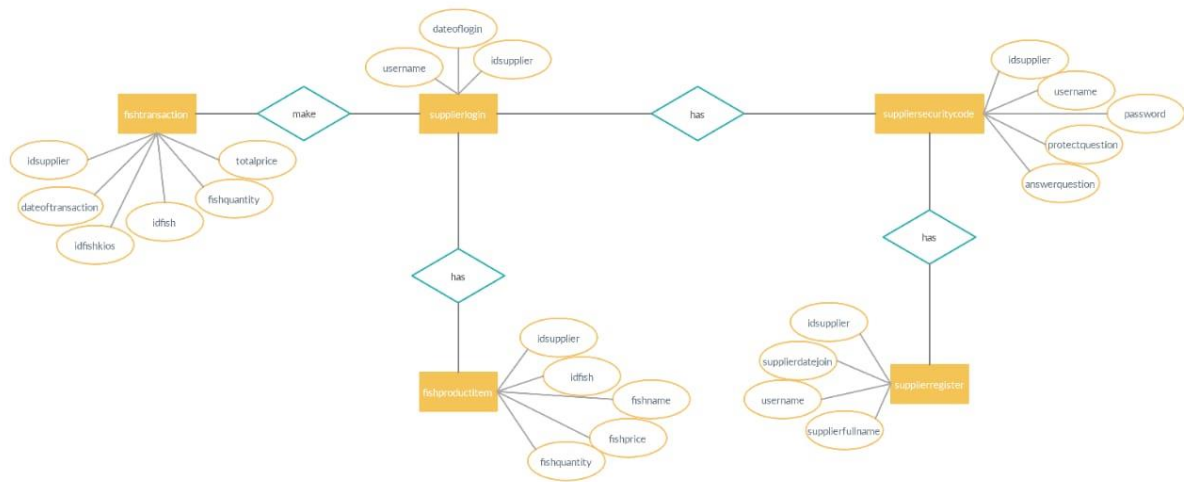 dateoflogin
username
idsupplier
fishtransaction
make
supplierlogin
has
suppliersecuritycode
idsupplier
username
password
protectquestion
answerquestion
idsupplier
dateoftransaction
idfishkios
idfish
fishquantity
totalprice
has
has
fishproductitem
idsupplier
idfish
fishname
fishprice
fishquantity
supplierregister
idsupplier
supplierdatejoin
username
supplierfullname